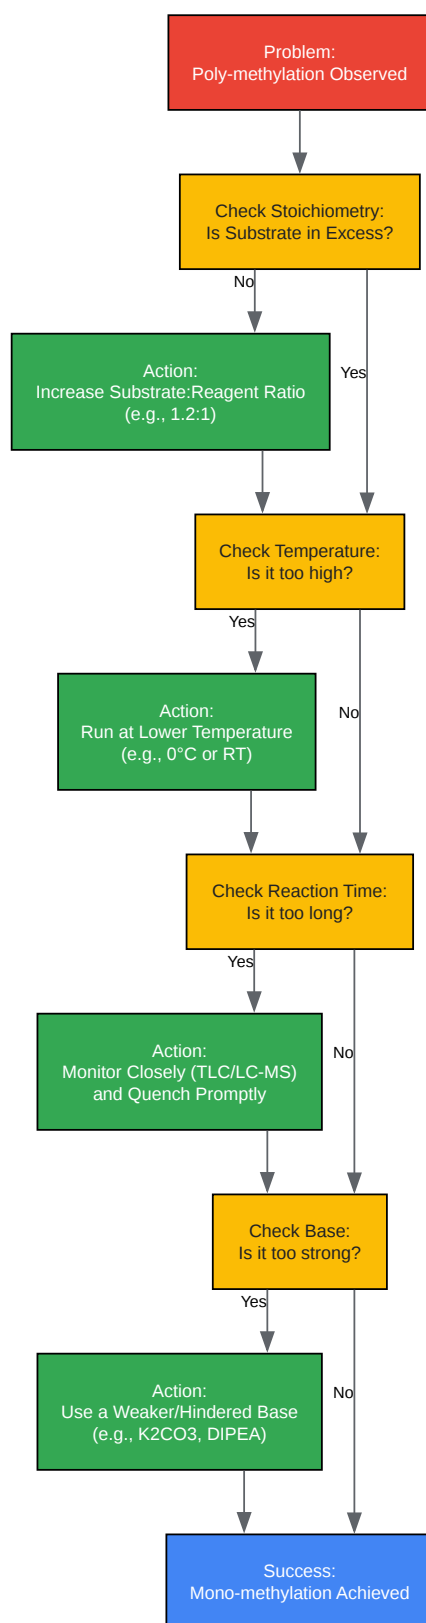 Problem:
Poly-methylation Observed
Check Stoichiometry:
Is Substrate in Excess?
No
Yes
Action:
Increase Substrate:Reagent Ratio
(e.g., 1.2:1)
Check Temperature:
Is it too high?
Yes
No
Action:
Run at Lower Temperature
(e.g., 0°C or RT)
Check Reaction Time:
Is it too long?
Yes
No
Action:
Monitor Closely (TLC/LC-MS)
and Quench Promptly
Check Base:
Is it too strong?
Yes
No
Action:
Use a Weaker/Hindered Base
(e.g., K2CO3, DIPEA)
Success:
Mono-methylation Achieved